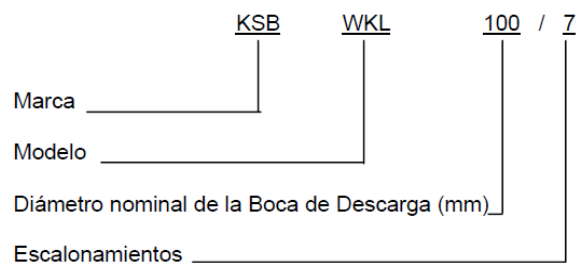 KSB WKL 100 / 7
Marca
Modelo
Diámetro nominal de la Boca de Descarga (mm)
Escalonamientos